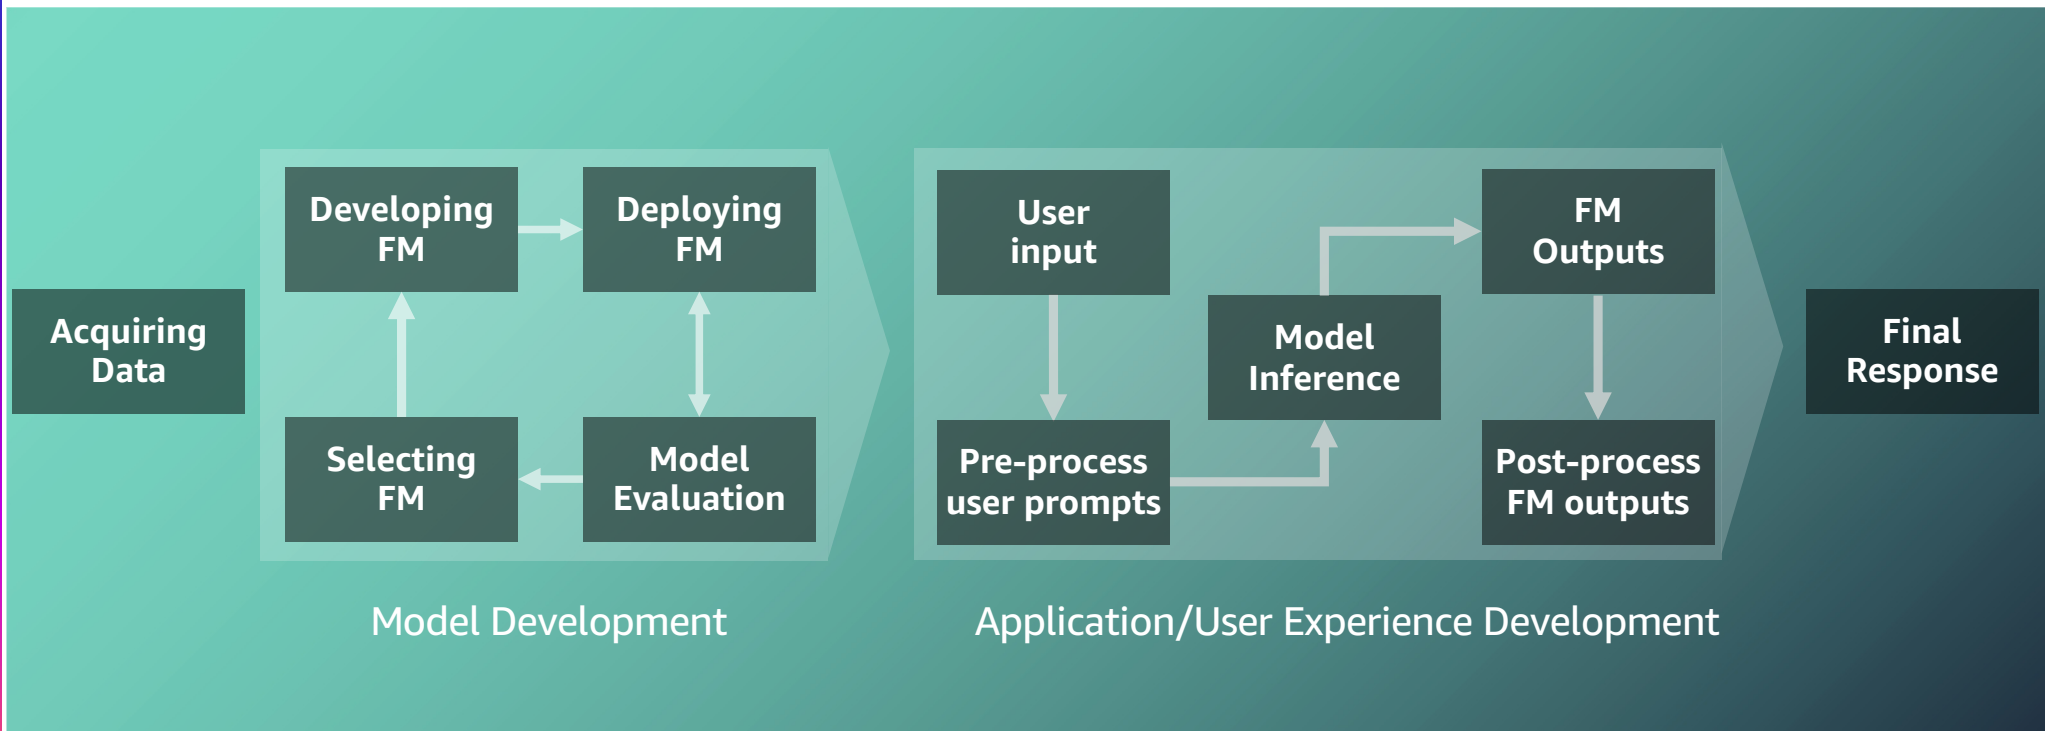 Acquiring
Data
Developing
FM
Deploying
FM
Selecting
FM
Model
Evaluation
Model Development
User
input
Pre-process
user prompts
Model
Inference
FM
Outputs
Post-process
FM outputs
Application/User Experience Development
Final
Response